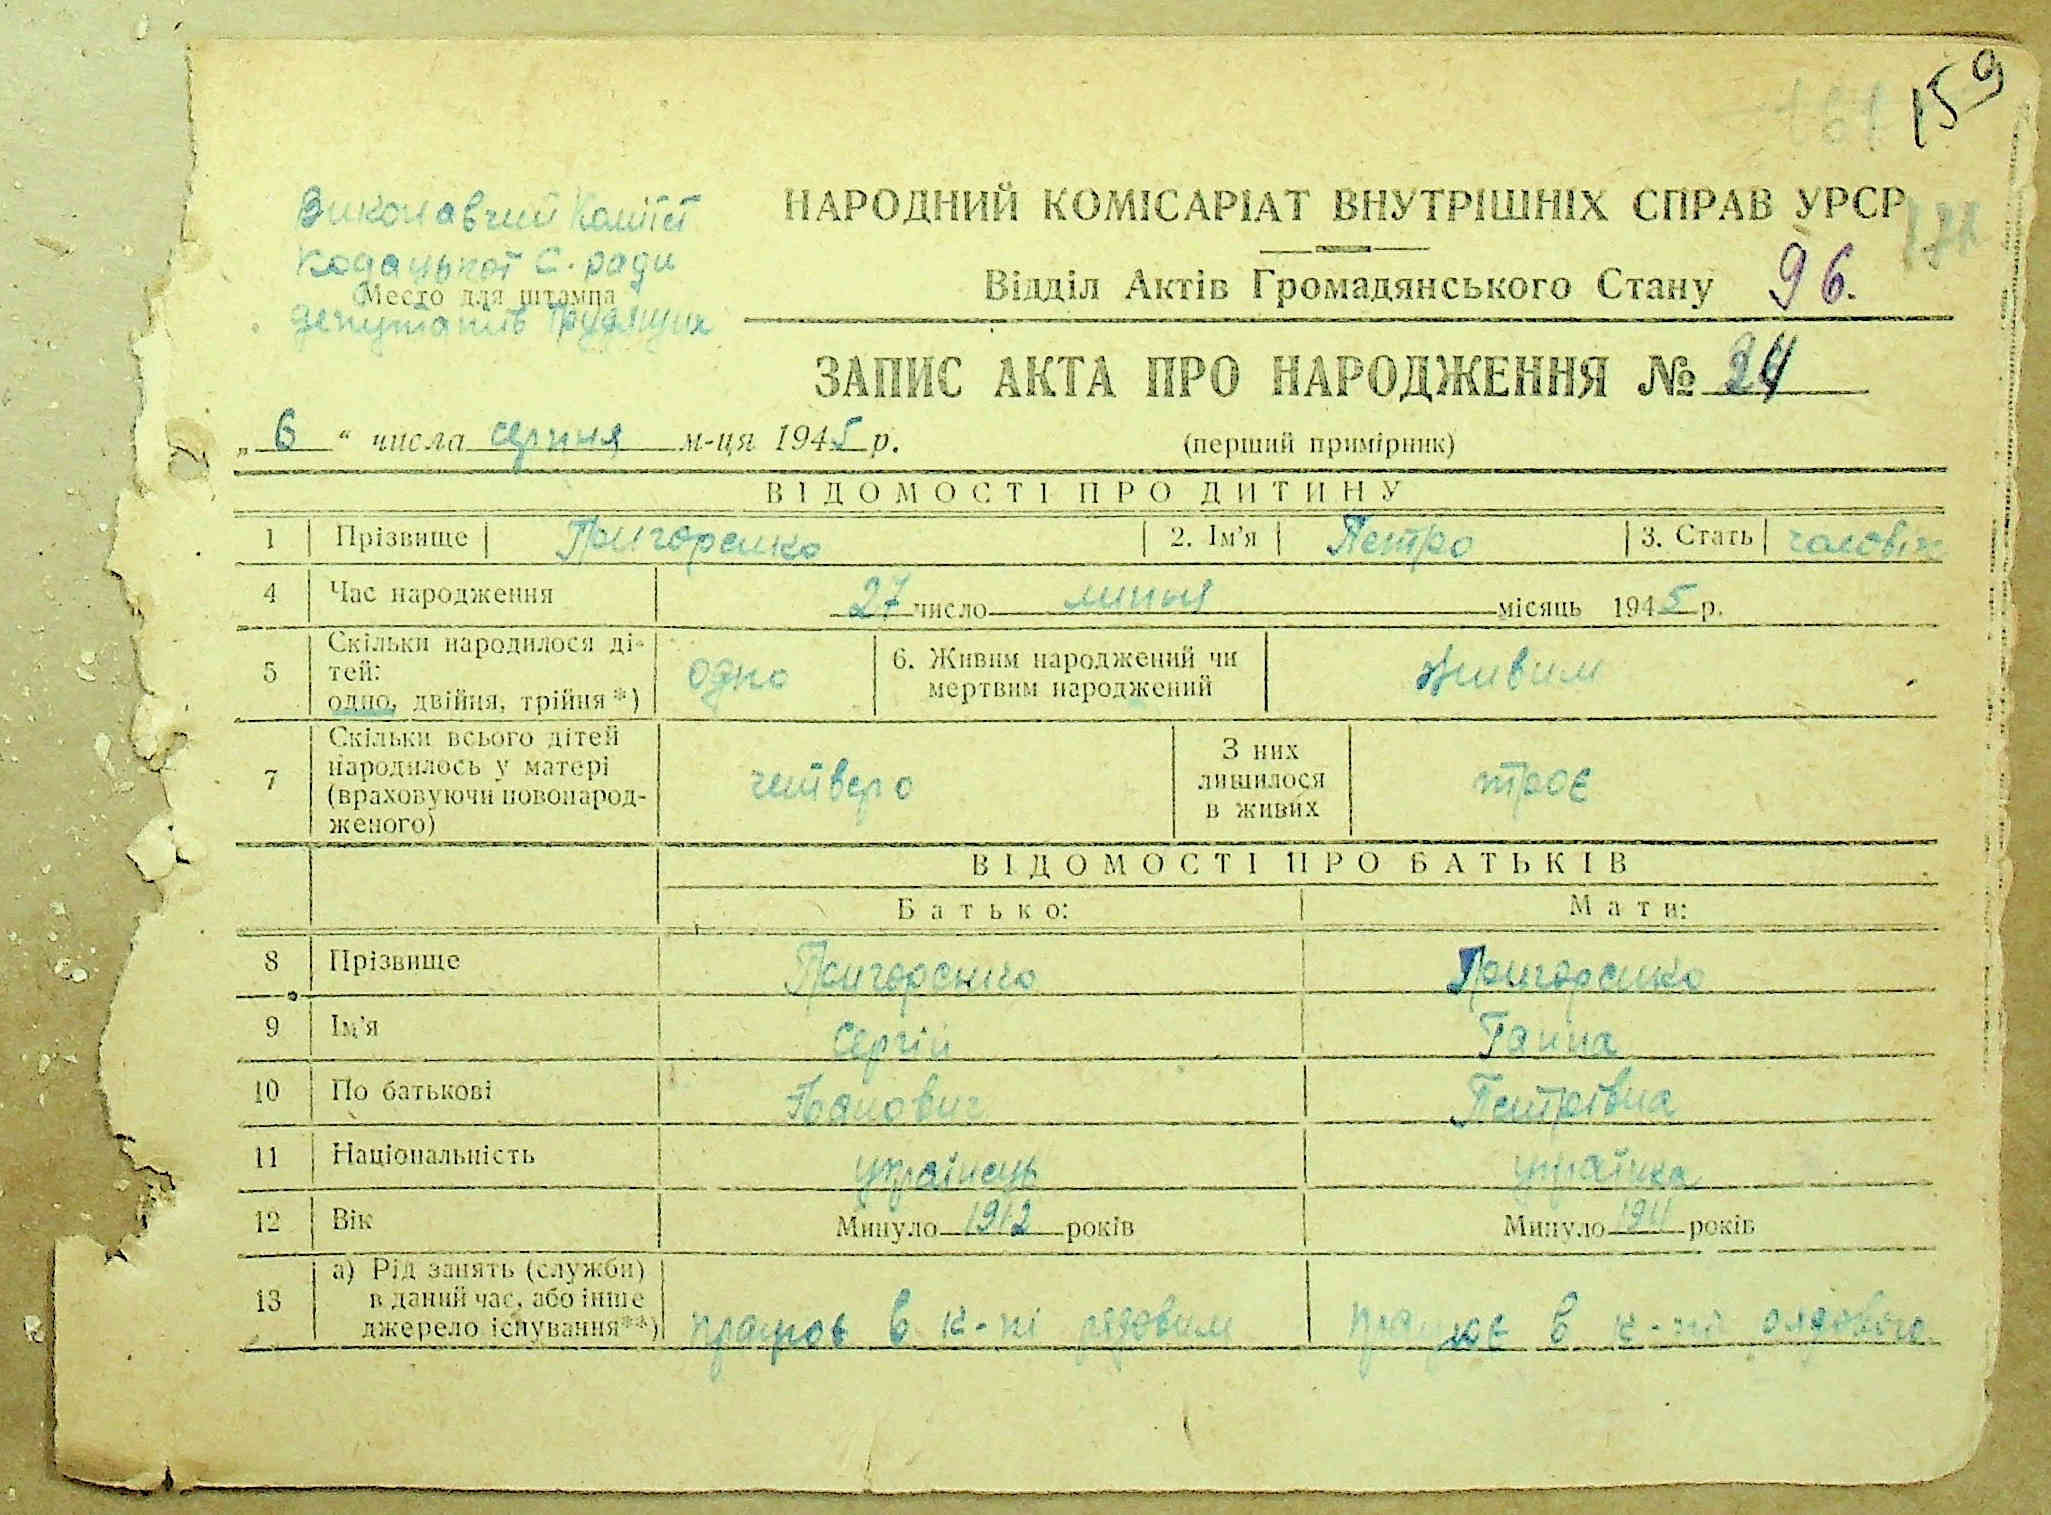 159
161
Виконавчий Комітет
Кодацької с. ради
Место для штампа
депутатів трудящих
НАРОДНИЙ КОМІСАРІАТ ВНУТРІШНІХ СПРАВ УРСР
Відділ Актів Громадянського Стану 96.
ЗАПИС АКТА ПРО НАРОДЖЕННЯ № 24
„ 6 “ числа серпня м-ця 1945 р. (перший примірник)
ВІДОМОСТІ ПРО ДИТИНУ
1 Прізвище Григоренко 2. Ім'я Петро 3. Стать чоловіч
4 Час народження 27 число липня місяць 1945 р.
5 Скільки народилося ді-
тей:
одно, двійня, трійня *) одно 6. Живим народжений чи
мертвим народжений живим
7 Скільки всього дітей
народилось у матері
(враховуючи новонарод-
женого) четверо З них
лишилося
в живих троє
ВІДОМОСТІ ПРО БАТЬКІВ
Батько: Мати:
8 Прізвище Григоренко Григоренко
9 Ім'я Сергій Ганна
10 По батькові Іванович Петрівна
11 Національність українець українка
12 Вік Минуло 1912 років Минуло 1911 років
13 а) Рід занять (служби)
в даний час, або інше
джерело існування**) працює в к-пі рядовим працює в к-пі рядовою